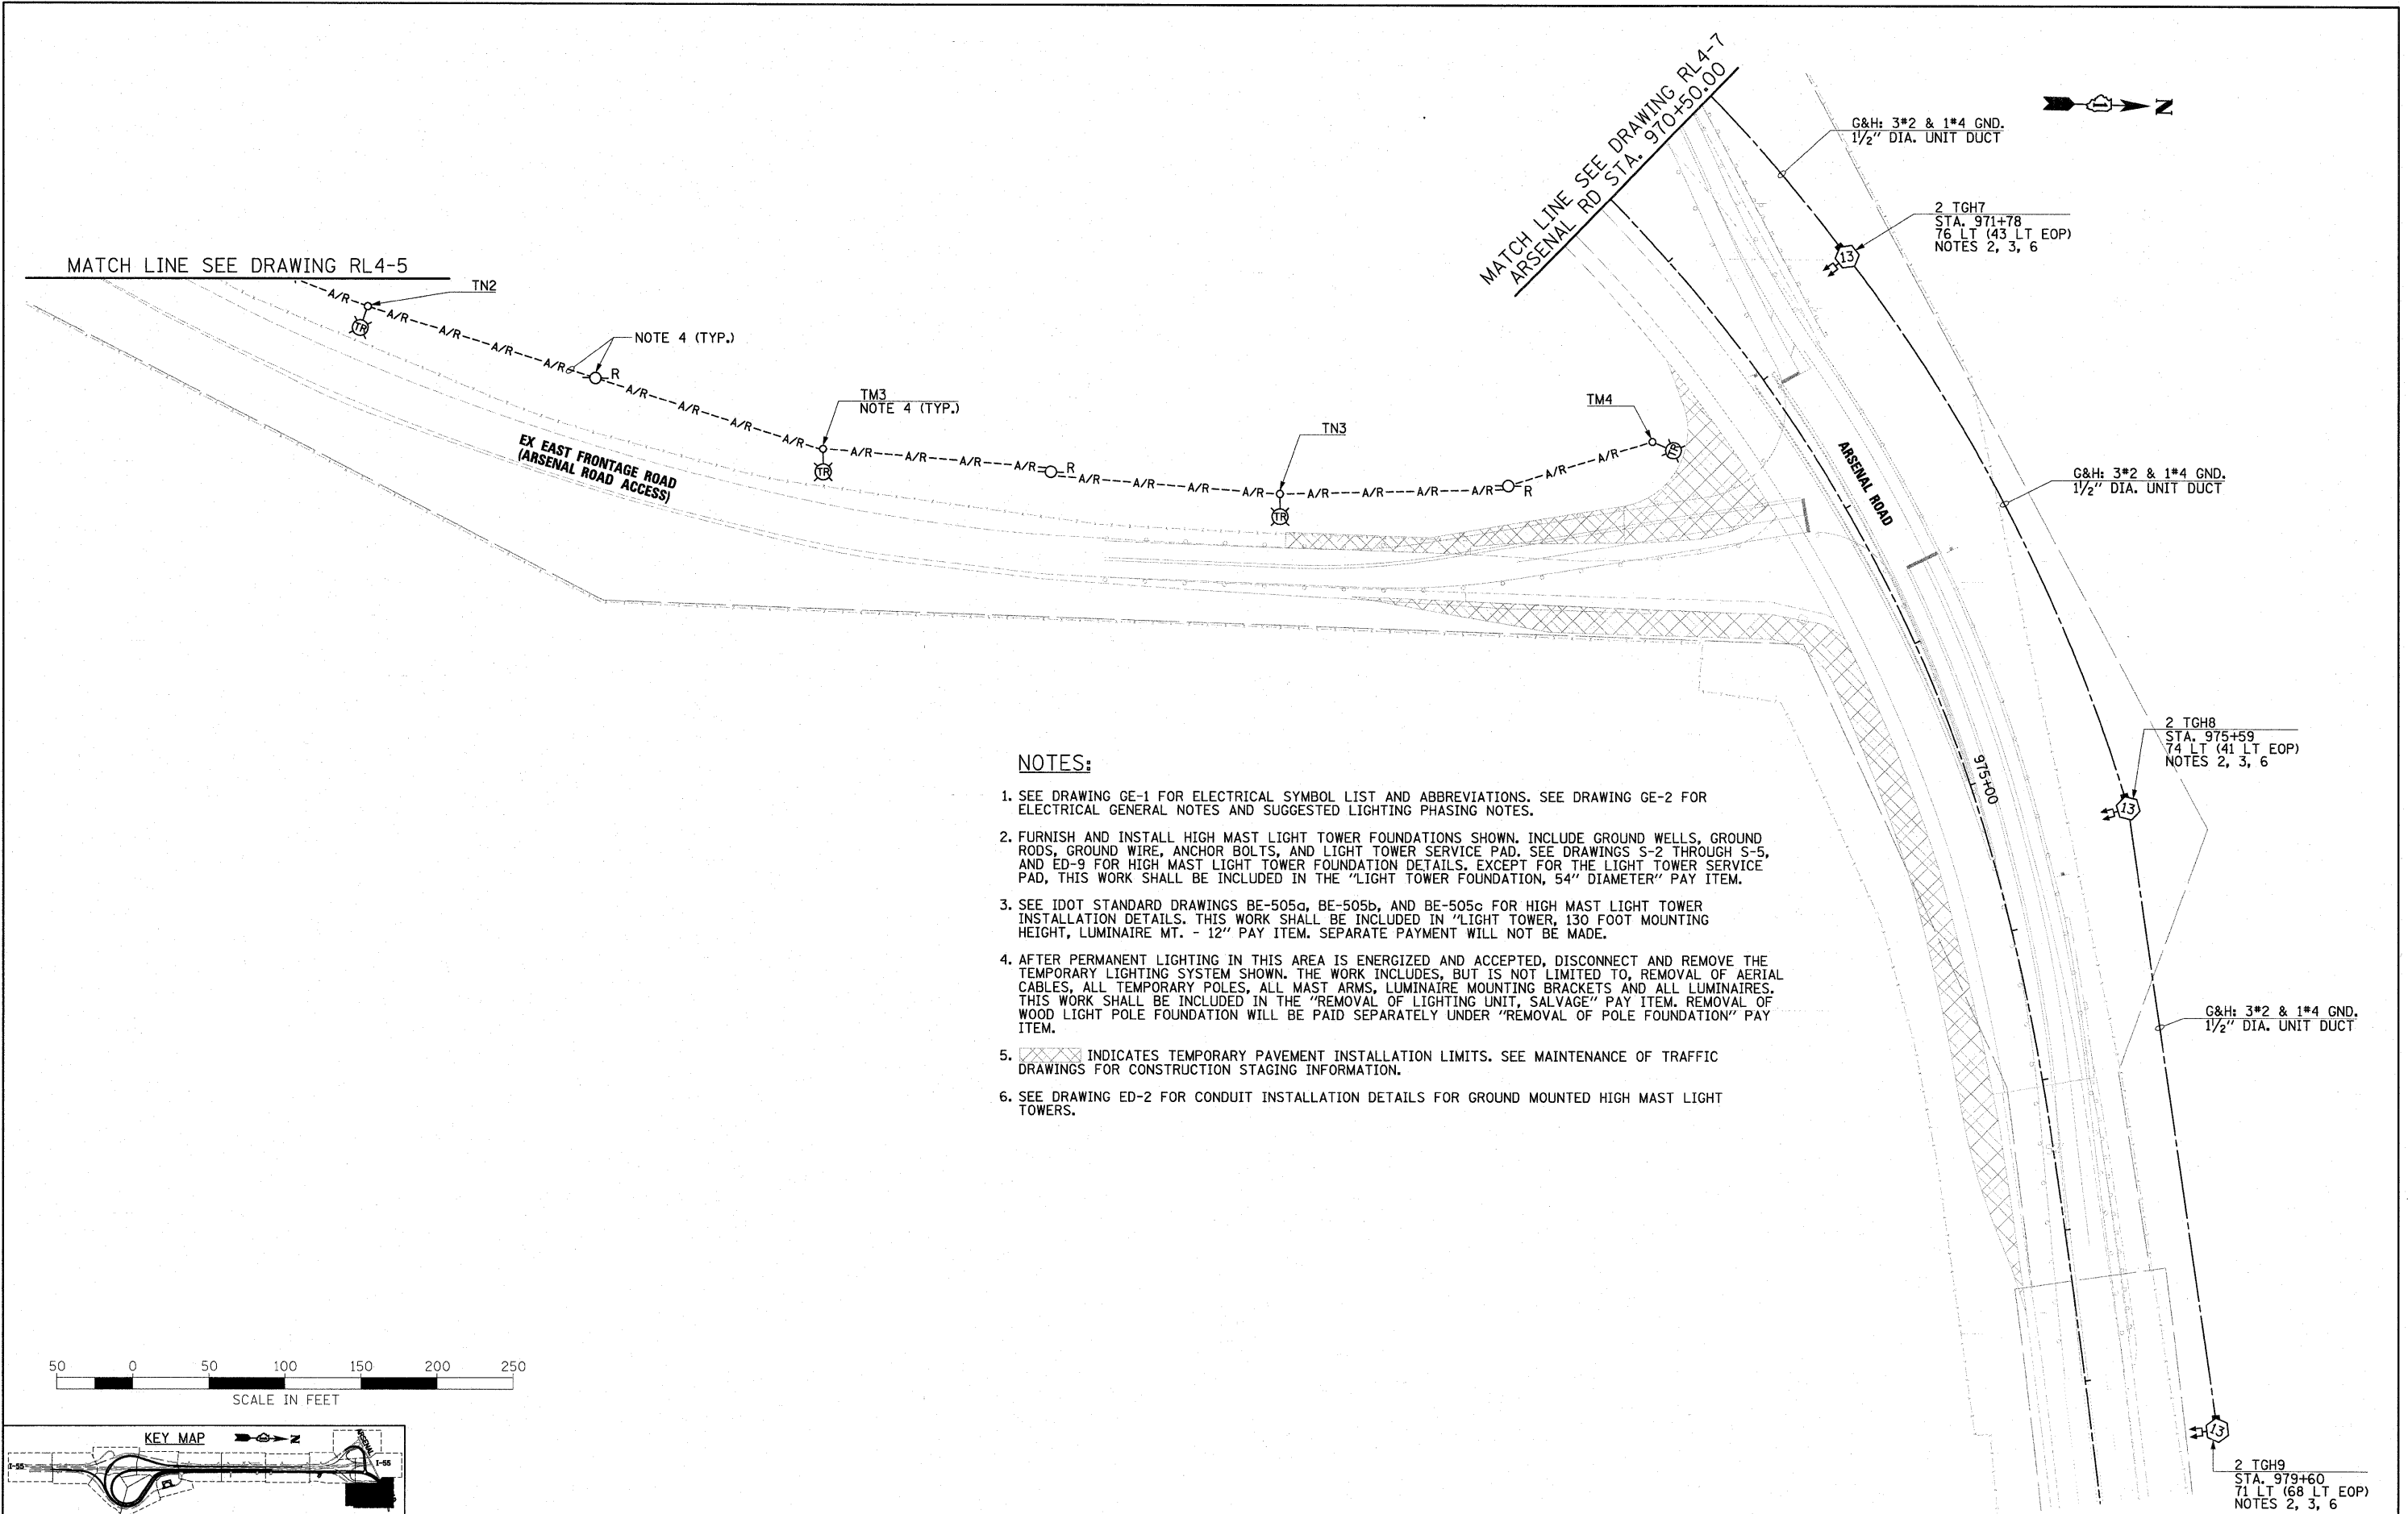 MATCH LINE SEE DRAWING RL4-7
ARSENAL RD STA. 970+50.00
N
G&H: 3#2 & 1#4 GND.
1 1/2" DIA. UNIT DUCT
2 TGH7
STA. 971+78
76 LT (43 LT EOP)
NOTES 2, 3, 6
13
MATCH LINE SEE DRAWING RL4-5
A/R
TN2
TR
A/R
A/R
A/R
A/R
NOTE 4 (TYP.)
R
A/R
A/R
A/R
A/R
TM3
NOTE 4 (TYP.)
TR
A/R
A/R
A/R
A/R
R
A/R
A/R
A/R
A/R
TN3
TR
A/R
A/R
A/R
A/R
R
A/R
A/R
TM4
TR
EX EAST FRONTAGE ROAD
(ARSENAL ROAD ACCESS)
ARSENAL ROAD
G&H: 3#2 & 1#4 GND.
1 1/2" DIA. UNIT DUCT
975+00
2 TGH8
STA. 975+59
74 LT (41 LT EOP)
NOTES 2, 3, 6
13
G&H: 3#2 & 1#4 GND.
1 1/2" DIA. UNIT DUCT
NOTES:
1. SEE DRAWING GE-1 FOR ELECTRICAL SYMBOL LIST AND ABBREVIATIONS. SEE DRAWING GE-2 FOR
ELECTRICAL GENERAL NOTES AND SUGGESTED LIGHTING PHASING NOTES.
2. FURNISH AND INSTALL HIGH MAST LIGHT TOWER FOUNDATIONS SHOWN. INCLUDE GROUND WELLS, GROUND
RODS, GROUND WIRE, ANCHOR BOLTS, AND LIGHT TOWER SERVICE PAD. SEE DRAWINGS S-2 THROUGH S-5,
AND ED-9 FOR HIGH MAST LIGHT TOWER FOUNDATION DETAILS. EXCEPT FOR THE LIGHT TOWER SERVICE
PAD, THIS WORK SHALL BE INCLUDED IN THE "LIGHT TOWER FOUNDATION, 54" DIAMETER" PAY ITEM.
3. SEE IDOT STANDARD DRAWINGS BE-505a, BE-505b, AND BE-505c FOR HIGH MAST LIGHT TOWER
INSTALLATION DETAILS. THIS WORK SHALL BE INCLUDED IN "LIGHT TOWER, 130 FOOT MOUNTING
HEIGHT, LUMINAIRE MT. - 12" PAY ITEM. SEPARATE PAYMENT WILL NOT BE MADE.
4. AFTER PERMANENT LIGHTING IN THIS AREA IS ENERGIZED AND ACCEPTED, DISCONNECT AND REMOVE THE
TEMPORARY LIGHTING SYSTEM SHOWN. THE WORK INCLUDES, BUT IS NOT LIMITED TO, REMOVAL OF AERIAL
CABLES, ALL TEMPORARY POLES, ALL MAST ARMS, LUMINAIRE MOUNTING BRACKETS AND ALL LUMINAIRES.
THIS WORK SHALL BE INCLUDED IN THE "REMOVAL OF LIGHTING UNIT, SALVAGE" PAY ITEM. REMOVAL OF
WOOD LIGHT POLE FOUNDATION WILL BE PAID SEPARATELY UNDER "REMOVAL OF POLE FOUNDATION" PAY
ITEM.
5. INDICATES TEMPORARY PAVEMENT INSTALLATION LIMITS. SEE MAINTENANCE OF TRAFFIC
DRAWINGS FOR CONSTRUCTION STAGING INFORMATION.
6. SEE DRAWING ED-2 FOR CONDUIT INSTALLATION DETAILS FOR GROUND MOUNTED HIGH MAST LIGHT
TOWERS.
50 0 50 100 150 200 250
SCALE IN FEET
KEY MAP
N
I-55
ARSENAL
I-55
13
2 TGH9
STA. 979+60
71 LT (68 LT EOP)
NOTES 2, 3, 6